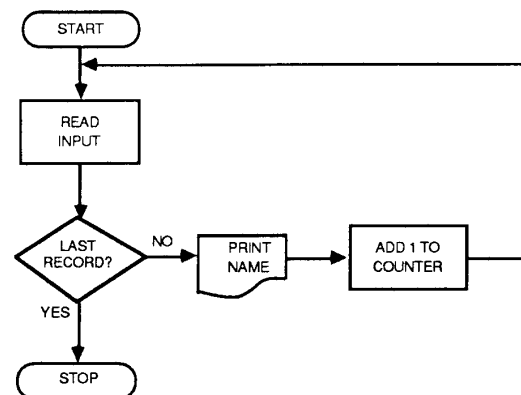 START
READ
INPUT
LAST
RECORD?
NO
PRINT
NAME
ADD 1 TO
COUNTER
YES
STOP